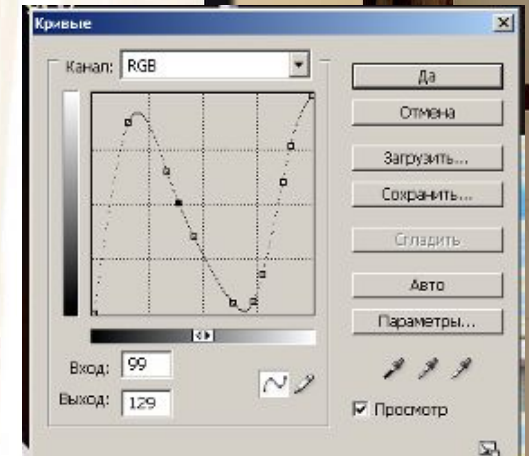 Кривые
Канал: RGB
Да
Отмена
Загрузить...
Сохранить...
Сгладить
Авто
Параметры...
Вход: 99
Выход: 129
Просмотр